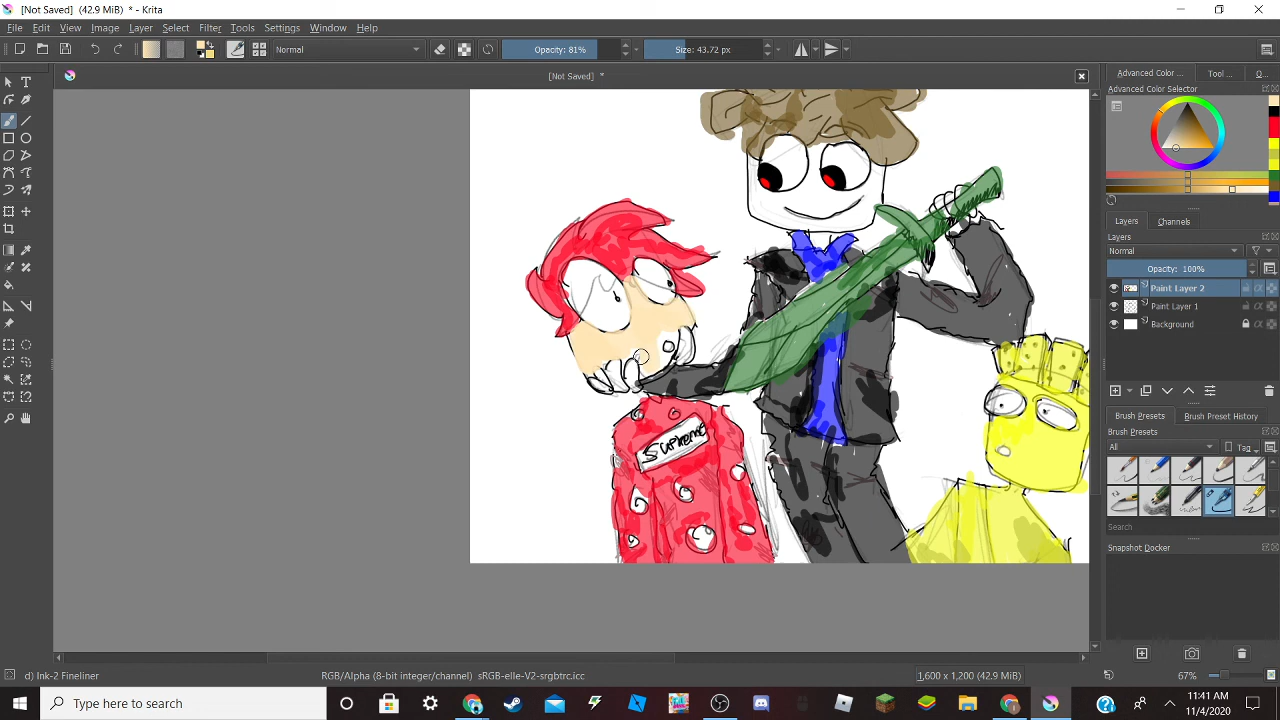 [Not Saved] (42.9 MiB) * - Krita
File Edit View Image Layer Select Filter Tools Settings Window Help
Normal Opacity: 81% Size: 43.72 px
[Not Saved] *
Advanced Color ... Tool ... O...
Advanced Color Selector
Layers Channels
Layers
Normal
Opacity: 100%
Paint Layer 2
Paint Layer 1
Background
Brush Presets Brush Preset History
Brush Presets
All Tag
Search
Snapshot Docker
Supreme
d) Ink-2 Fineliner RGB/Alpha (8-bit integer/channel) sRGB-elle-V2-srgbtrc.icc 1,600 x 1,200 (42.9 MiB) 67%
Type here to search
11:41 AM
11/4/2020